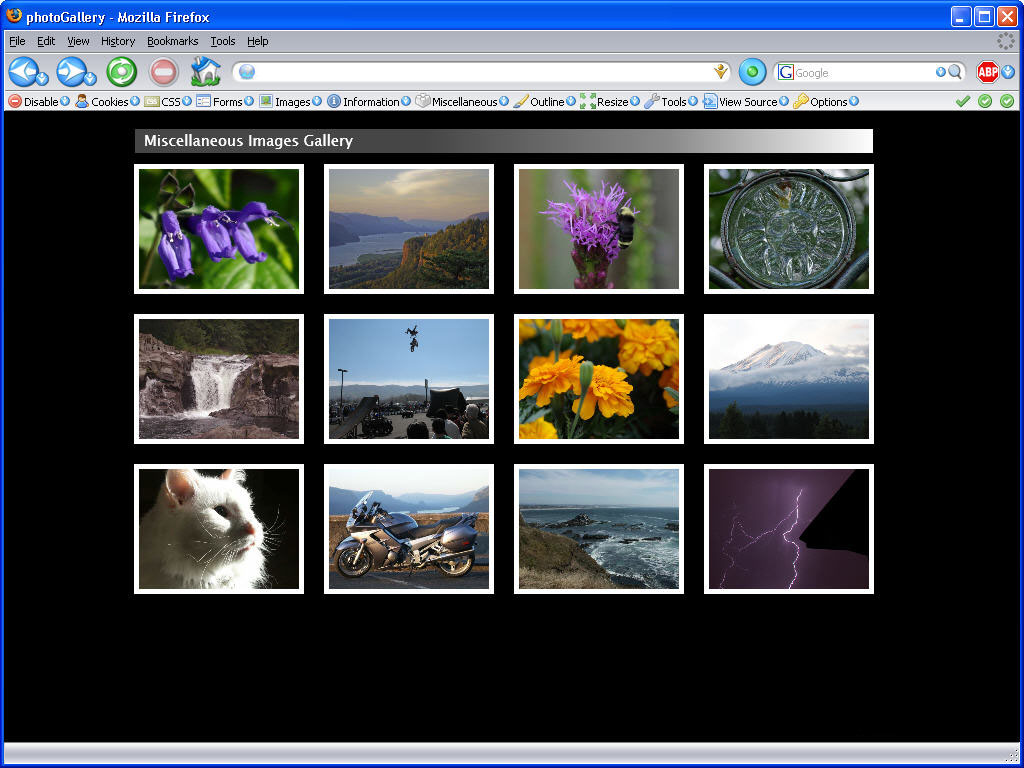 photoGallery - Mozilla Firefox
File Edit View History Bookmarks Tools Help
Google ABP
Disable Cookies CSS Forms Images Information Miscellaneous Outline Resize Tools View Source Options
Miscellaneous Images Gallery